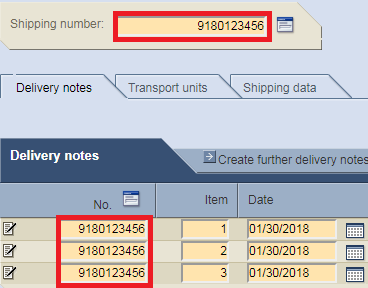 Shipping number: 9180123456
Delivery notes Transport units Shipping data
Delivery notes Create further delivery notes
No. Item Date
9180123456 1 01/30/2018
9180123456 2 01/30/2018
9180123456 3 01/30/2018